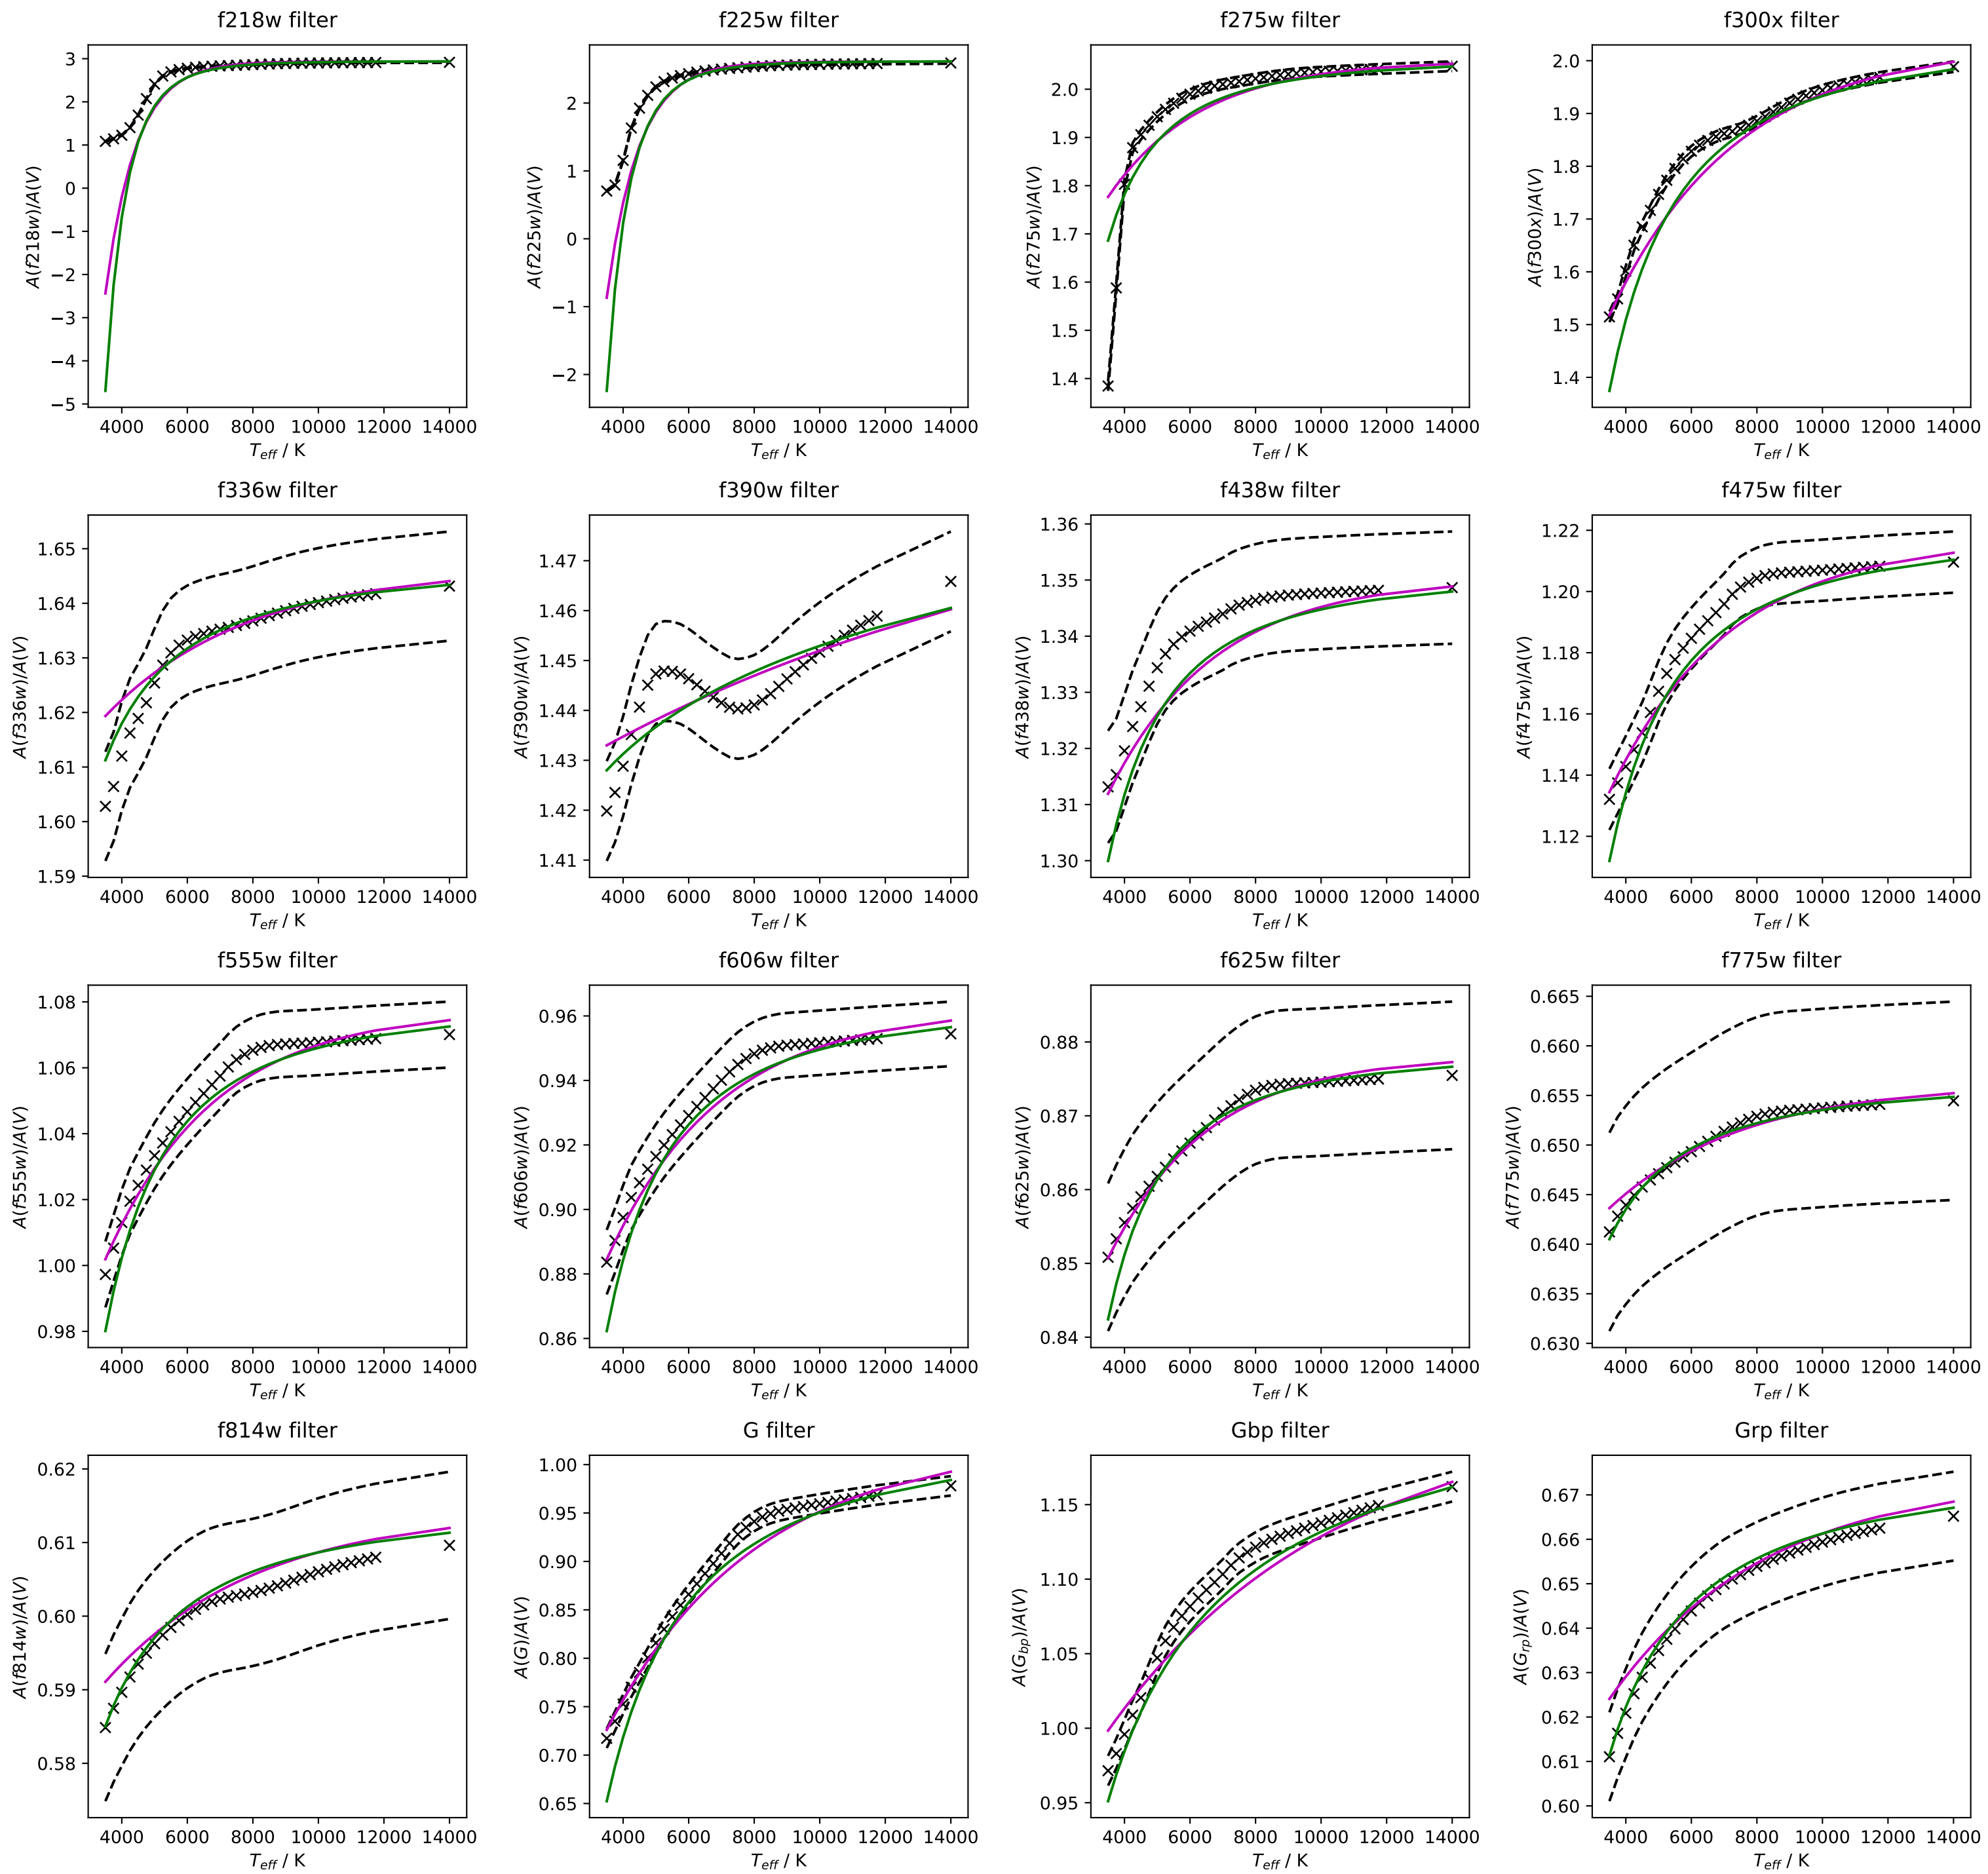 f218w filter
A(f218w)/A(V)
3
2
1
0
−1
−2
−3
−4
−5
4000 6000 8000 10000 12000 14000
T_eff / K
f225w filter
A(f225w)/A(V)
2
1
0
−1
−2
4000 6000 8000 10000 12000 14000
T_eff / K
f275w filter
A(f275w)/A(V)
2.0
1.9
1.8
1.7
1.6
1.5
1.4
4000 6000 8000 10000 12000 14000
T_eff / K
f300x filter
A(f300x)/A(V)
2.0
1.9
1.8
1.7
1.6
1.5
1.4
4000 6000 8000 10000 12000 14000
T_eff / K
f336w filter
A(f336w)/A(V)
1.65
1.64
1.63
1.62
1.61
1.60
1.59
4000 6000 8000 10000 12000 14000
T_eff / K
f390w filter
A(f390w)/A(V)
1.47
1.46
1.45
1.44
1.43
1.42
1.41
4000 6000 8000 10000 12000 14000
T_eff / K
f438w filter
A(f438w)/A(V)
1.36
1.35
1.34
1.33
1.32
1.31
1.30
4000 6000 8000 10000 12000 14000
T_eff / K
f475w filter
A(f475w)/A(V)
1.22
1.20
1.18
1.16
1.14
1.12
4000 6000 8000 10000 12000 14000
T_eff / K
f555w filter
A(f555w)/A(V)
1.08
1.06
1.04
1.02
1.00
0.98
4000 6000 8000 10000 12000 14000
T_eff / K
f606w filter
A(f606w)/A(V)
0.96
0.94
0.92
0.90
0.88
0.86
4000 6000 8000 10000 12000 14000
T_eff / K
f625w filter
A(f625w)/A(V)
0.88
0.87
0.86
0.85
0.84
4000 6000 8000 10000 12000 14000
T_eff / K
f775w filter
A(f775w)/A(V)
0.665
0.660
0.655
0.650
0.645
0.640
0.635
0.630
4000 6000 8000 10000 12000 14000
T_eff / K
f814w filter
A(f814w)/A(V)
0.62
0.61
0.60
0.59
0.58
4000 6000 8000 10000 12000 14000
T_eff / K
G filter
A(G)/A(V)
1.00
0.95
0.90
0.85
0.80
0.75
0.70
0.65
4000 6000 8000 10000 12000 14000
T_eff / K
Gbp filter
A(G_bp)/A(V)
1.15
1.10
1.05
1.00
0.95
4000 6000 8000 10000 12000 14000
T_eff / K
Grp filter
A(G_rp)/A(V)
0.67
0.66
0.65
0.64
0.63
0.62
0.61
0.60
4000 6000 8000 10000 12000 14000
T_eff / K